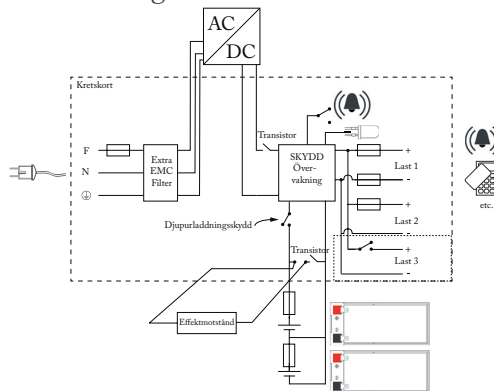 AC
DC
Kretskort
Transistor
F
N
Extra
EMC
Filter
SKYDD
Över-
vakning
+
Last 1
-
+
Last 2
-
+
Last 3
-
etc.
Djupurladdningsskydd
Transistor
Effektmotstånd